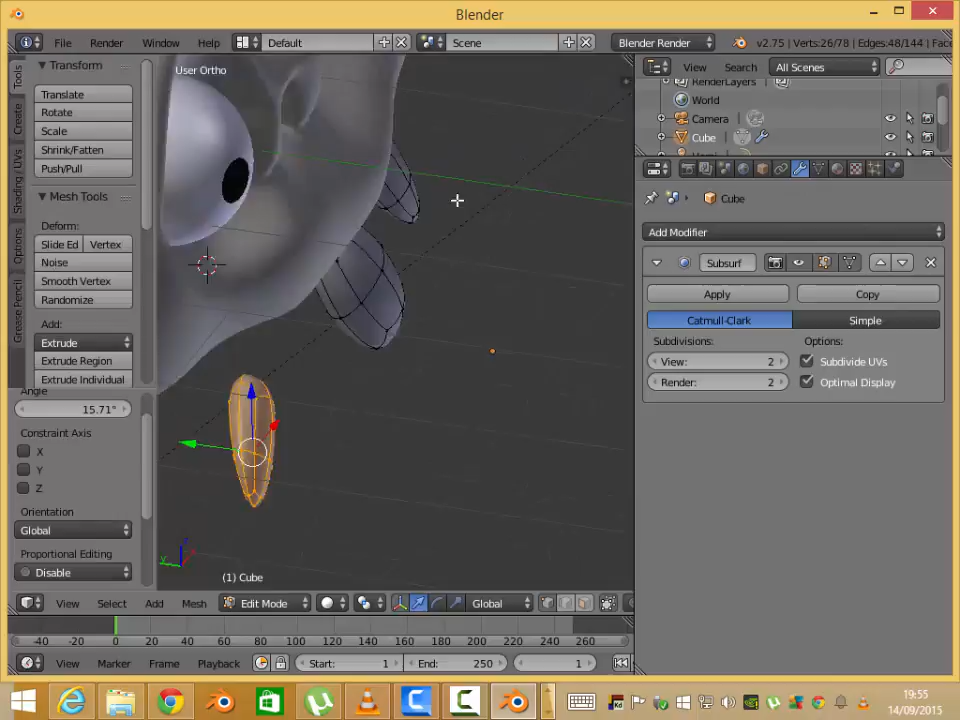 Blender
File Render Window Help Default Scene Blender Render v2.75 | Verts:26/78 | Edges:48/144 | Face
Tools
Create
Shading / UVs
Options
Grease Pencil
Transform
Translate
Rotate
Scale
Shrink/Fatten
Push/Pull
Mesh Tools
Deform:
Slide Ed Vertex
Noise
Smooth Vertex
Randomize
Add:
Extrude
Extrude Region
Extrude Individual
Angle
15.71°
Constraint Axis
X
Y
Z
Orientation
Global
Proportional Editing
Disable
User Ortho
(1) Cube
View Select Add Mesh Edit Mode Global
-40 -20 0 20 40 60 80 100 120 140 160 180 200 220 240 260
View Marker Frame Playback Start: 1 End: 250 1
View Search All Scenes
RenderLayers
World
Camera
Cube
Cube
Add Modifier
Subsurf
Apply Copy
Catmull-Clark Simple
Subdivisions: Options:
View: 2 Subdivide UVs
Render: 2 Optimal Display
19:55
14/09/2015